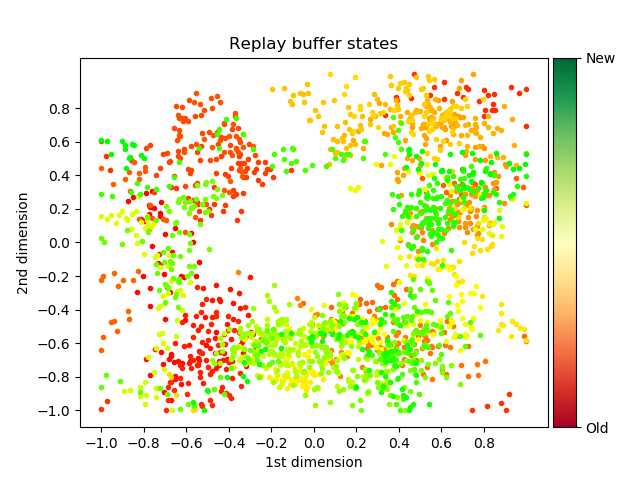 Replay buffer states
New
0.8
0.6
0.4
0.2
0.0
−0.2
−0.4
−0.6
−0.8
−1.0
2nd dimension
Old
−1.0 −0.8 −0.6 −0.4 −0.2 0.0 0.2 0.4 0.6 0.8
1st dimension